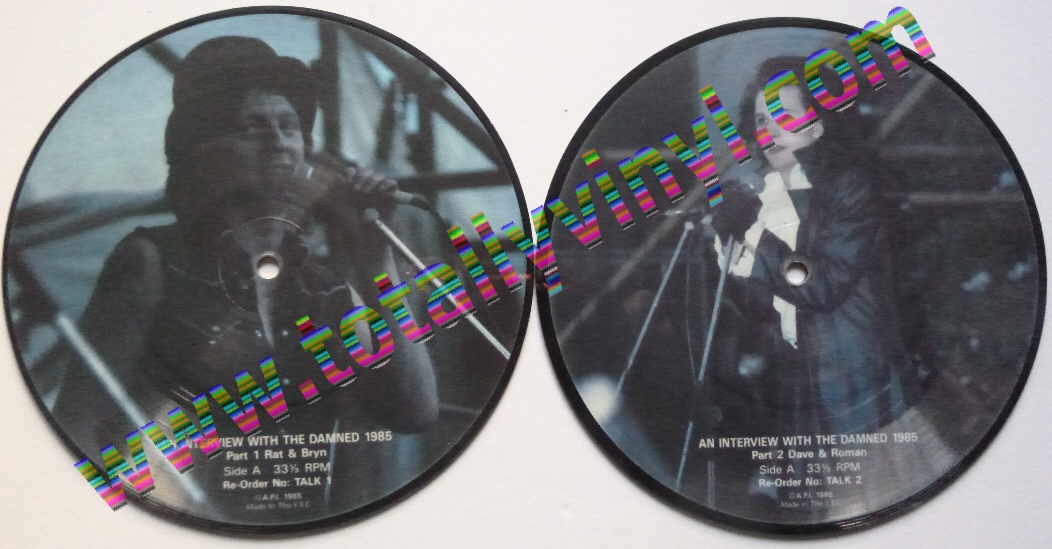 www.totallyvinyl.com
AN INTERVIEW WITH THE DAMNED 1985
Part 1 Rat & Bryn
Side A 33⅓ RPM
Re-Order No: TALK 1
© A.P.I. 1985
Made in The E.E.C
AN INTERVIEW WITH THE DAMNED 1985
Part 2 Dave & Roman
Side A 33⅓ RPM
Re-Order No: TALK 2
© A.P.I. 1985
Made in The E.E.C